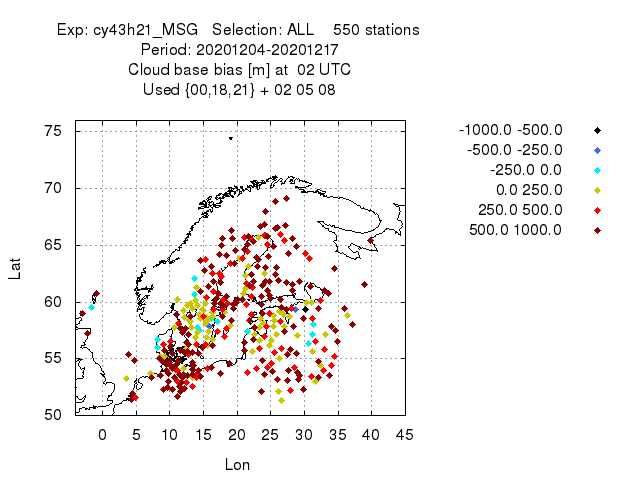 Exp: cy43h21_MSG   Selection: ALL    550 stations
Period: 20201204-20201217
Cloud base bias [m] at  02 UTC
Used {00,18,21} + 02 05 08
-1000.0 -500.0
-500.0 -250.0
-250.0 0.0
0.0 250.0
250.0 500.0
500.0 1000.0
75
70
65
60
55
50
Lat
0 5 10 15 20 25 30 35 40 45
Lon